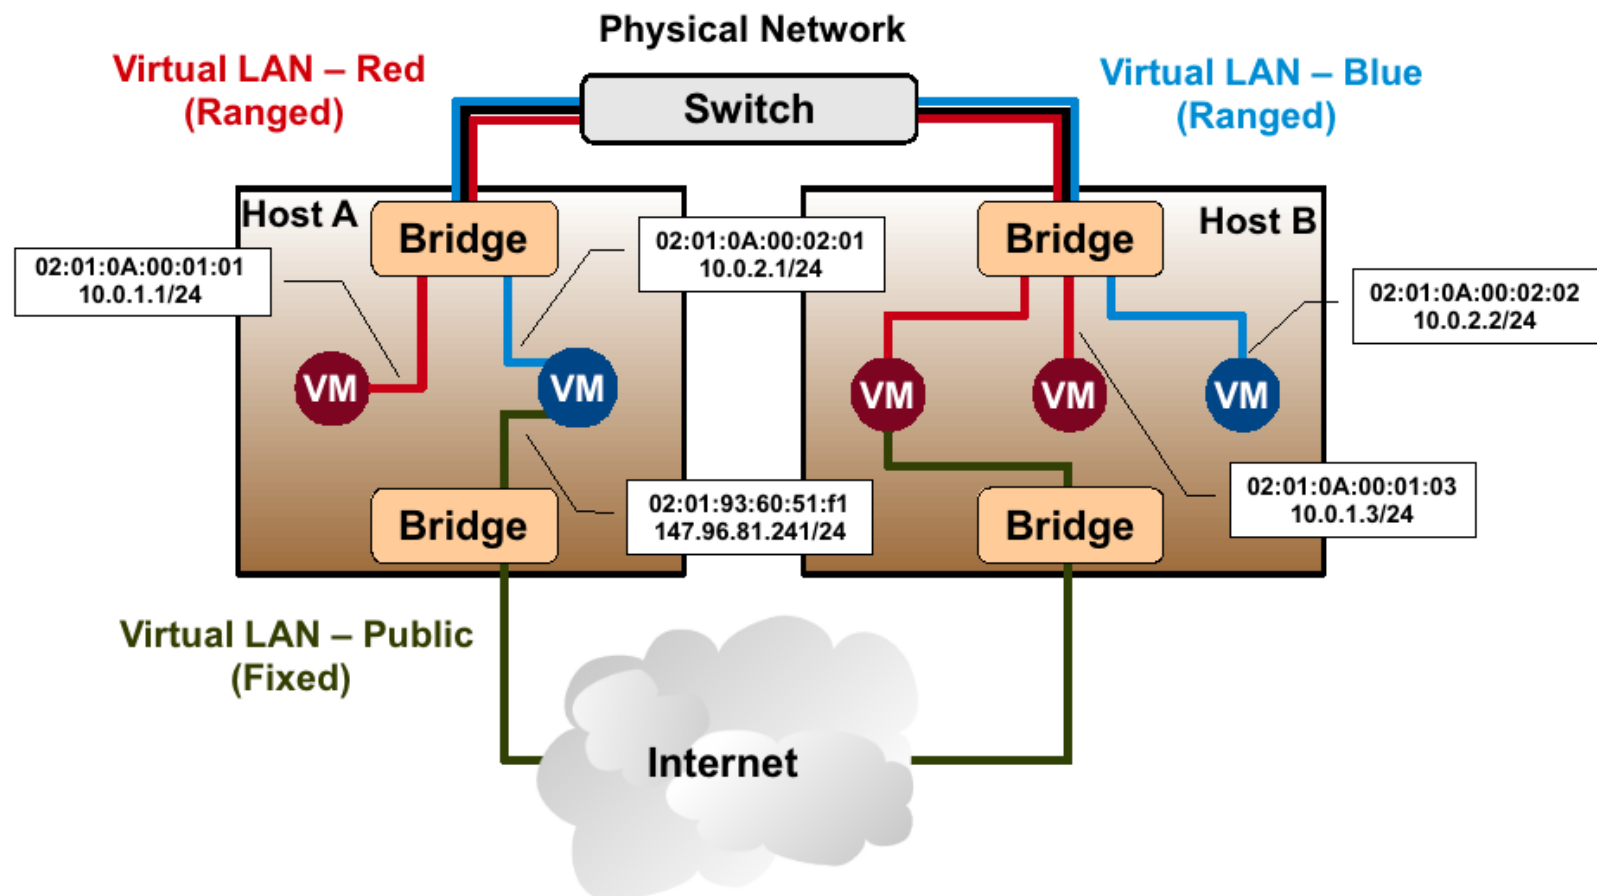 Physical Network
Virtual LAN – Red
(Ranged)
Switch
Virtual LAN – Blue
(Ranged)
Host A
Bridge
02:01:0A:00:01:01
10.0.1.1/24
02:01:0A:00:02:01
10.0.2.1/24
VM
VM
Bridge
02:01:93:60:51:f1
147.96.81.241/24
Host B
Bridge
02:01:0A:00:02:02
10.0.2.2/24
VM
VM
VM
02:01:0A:00:01:03
10.0.1.3/24
Bridge
Virtual LAN – Public
(Fixed)
Internet